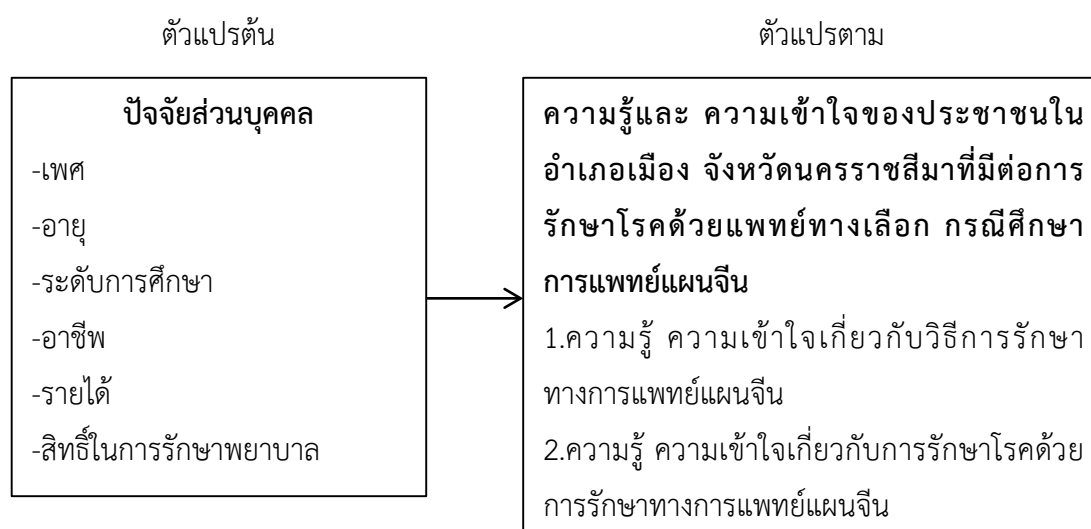 ตัวแปรต้น
ตัวแปรตาม
ปัจจัยส่วนบุคคล
-เพศ
-อายุ
-ระดับการศึกษา
-อาชีพ
-รายได้
-สิทธิ์ในการรักษาพยาบาล
ความรู้และ ความเข้าใจของประชาชนใน
อำเภอเมือง จังหวัดนครราชสีมาที่มีต่อการ
รักษาโรคด้วยแพทย์ทางเลือก กรณีศึกษา
การแพทย์แผนจีน
1.ความรู้ ความเข้าใจเกี่ยวกับวิธีการรักษา
ทางการแพทย์แผนจีน
2.ความรู้ ความเข้าใจเกี่ยวกับการรักษาโรคด้วย
การรักษาทางการแพทย์แผนจีน